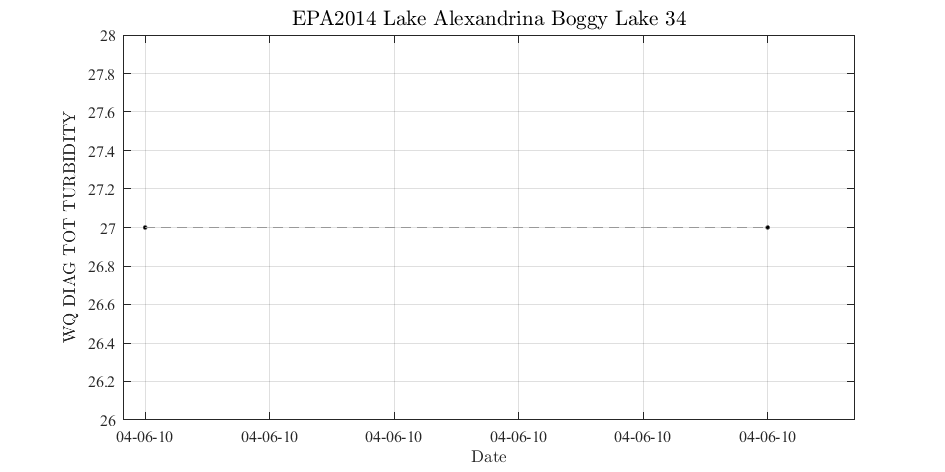 EPA2014 Lake Alexandrina Boggy Lake 34
28
27.8
27.6
27.4
27.2
27
26.8
26.6
26.4
26.2
26
WQ DIAG TOT TURBIDITY
04-06-10 04-06-10 04-06-10 04-06-10 04-06-10 04-06-10
Date